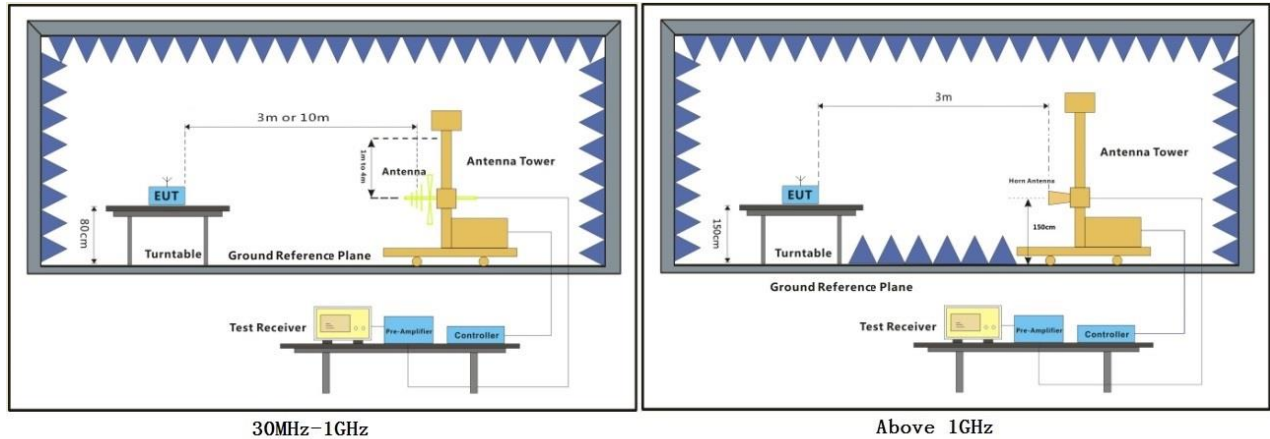 3m or 10m
1m to 4m
Antenna
Antenna Tower
EUT
80cm
Turntable
Ground Reference Plane
Test Receiver
Pre-Amplifier
Controller
30MHz-1GHz
3m
Antenna Tower
Horn Antenna
EUT
150cm
150cm
Turntable
Ground Reference Plane
Test Receiver
Pre-Amplifier
Controller
Above 1GHz